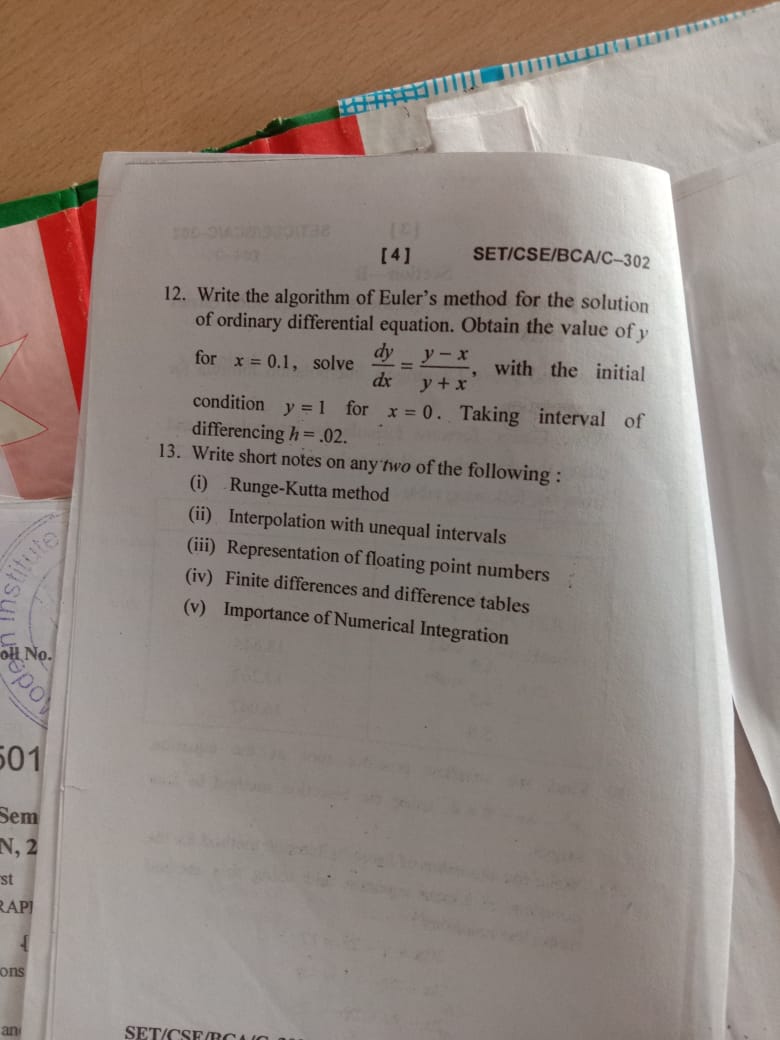 [4] SET/CSE/BCA/C–302
12. Write the algorithm of Euler's method for the solution
of ordinary differential equation. Obtain the value of y
for x = 0.1, solve dy/dx = y – x/y + x, with the initial
condition y = 1 for x = 0. Taking interval of
differencing h = .02.
13. Write short notes on any two of the following :
(i) Runge-Kutta method
(ii) Interpolation with unequal intervals
(iii) Representation of floating point numbers
(iv) Finite differences and difference tables
(v) Importance of Numerical Integration
Institute
No.
501
Sem
N, 2
st
RAPI
ons
an
SET/CSE/BCA/C